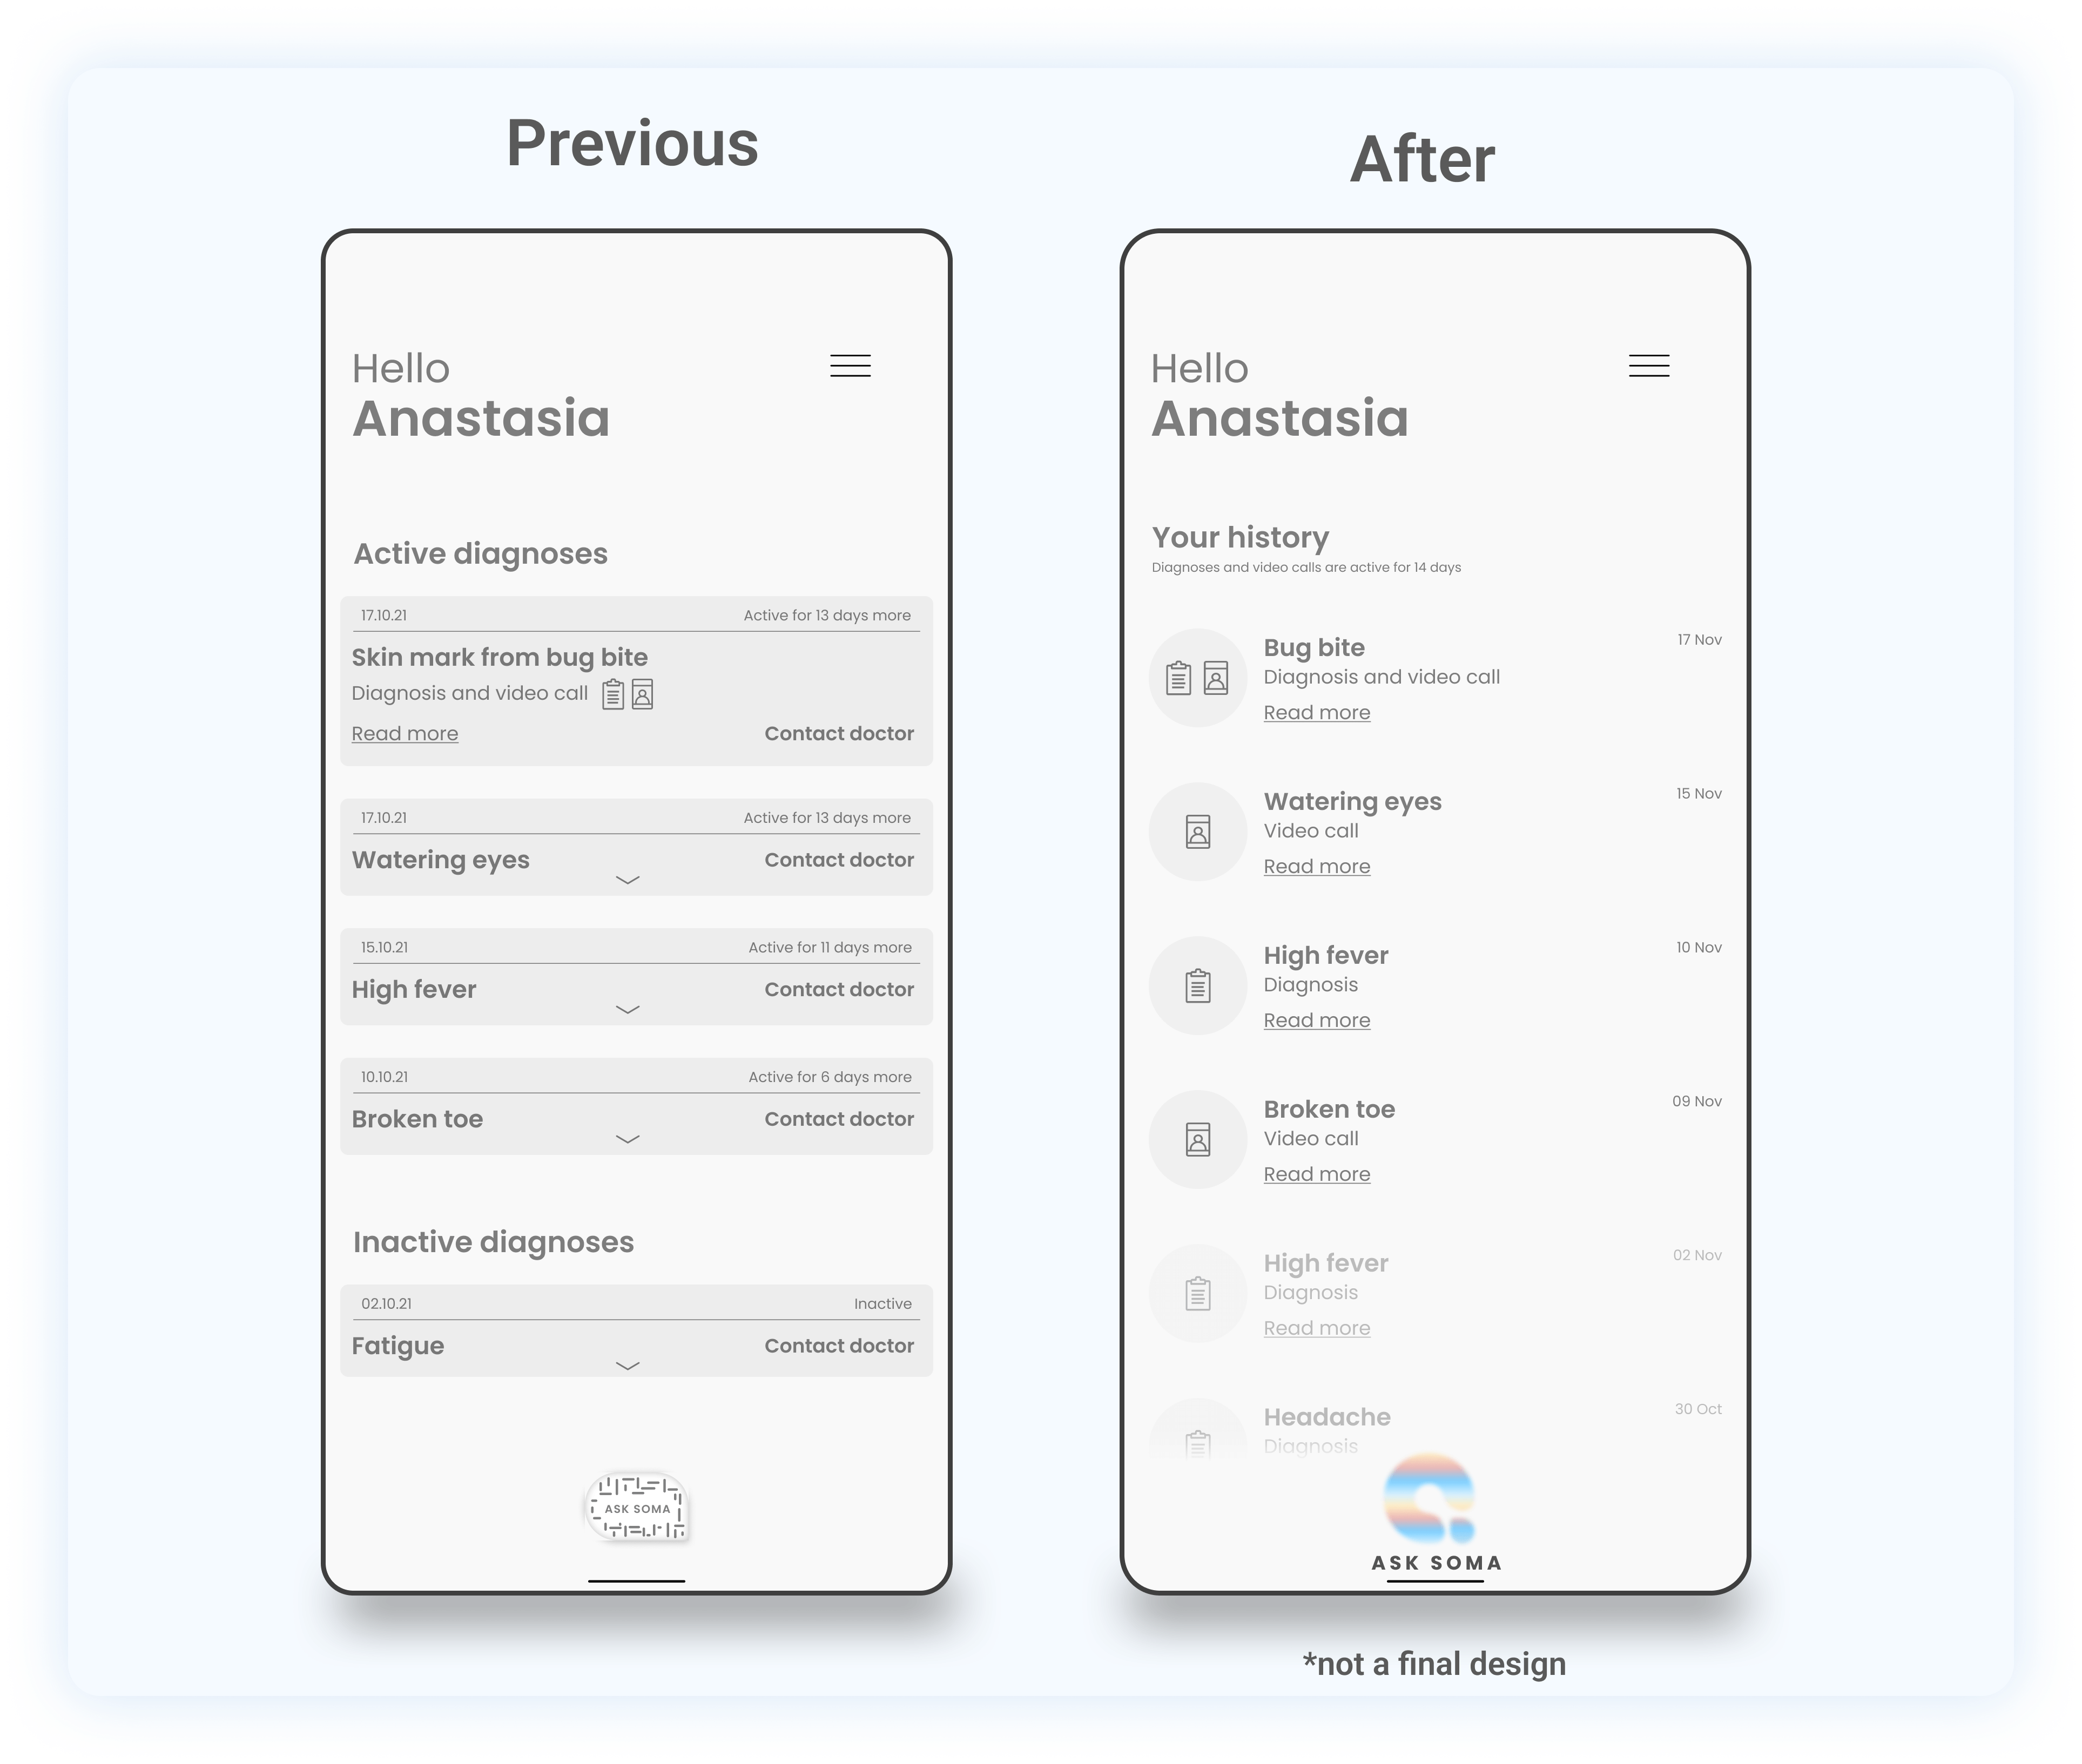 Previous
Hello
Anastasia
Active diagnoses
17.10.21 Active for 13 days more
Skin mark from bug bite
Diagnosis and video call
Read more Contact doctor
17.10.21 Active for 13 days more
Watering eyes Contact doctor
15.10.21 Active for 11 days more
High fever Contact doctor
10.10.21 Active for 6 days more
Broken toe Contact doctor
Inactive diagnoses
02.10.21 Inactive
Fatigue Contact doctor
ASK SOMA
After
Hello
Anastasia
Your history
Diagnoses and video calls are active for 14 days
Bug bite 17 Nov
Diagnosis and video call
Read more
Watering eyes 15 Nov
Video call
Read more
High fever 10 Nov
Diagnosis
Read more
Broken toe 09 Nov
Video call
Read more
High fever 02 Nov
Diagnosis
Read more
Headache 30 Oct
Diagnosis
ASK SOMA
*not a final design